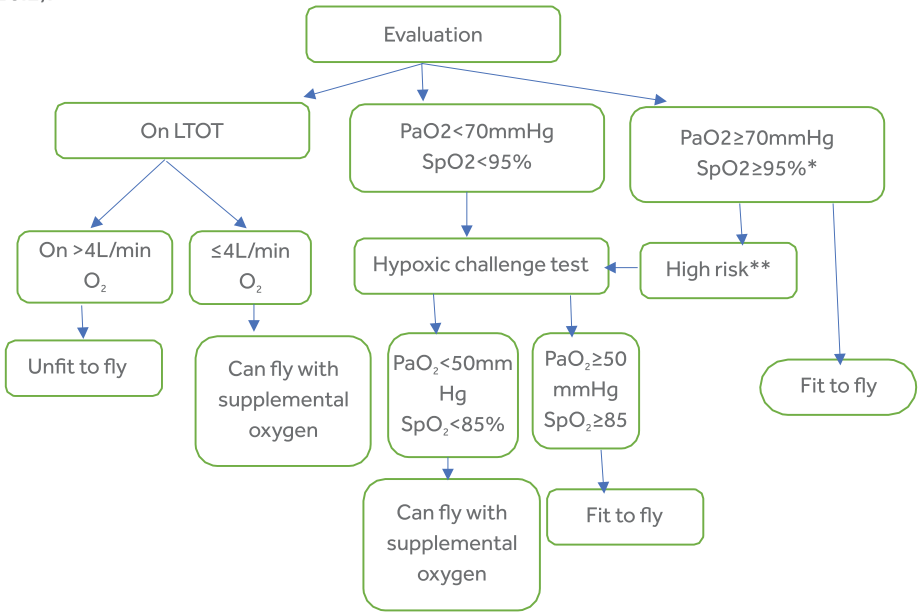 Evaluation
On LTOT
PaO2<70mmHg
SpO2<95%
PaO2≥70mmHg
SpO2≥95%*
On >4L/min
O₂
≤4L/min
O₂
Hypoxic challenge test
High risk**
Unfit to fly
Can fly with
supplemental
oxygen
PaO₂<50mm
Hg
SpO₂<85%
PaO₂≥50
mmHg
SpO₂≥85
Fit to fly
Can fly with
supplemental
oxygen
Fit to fly